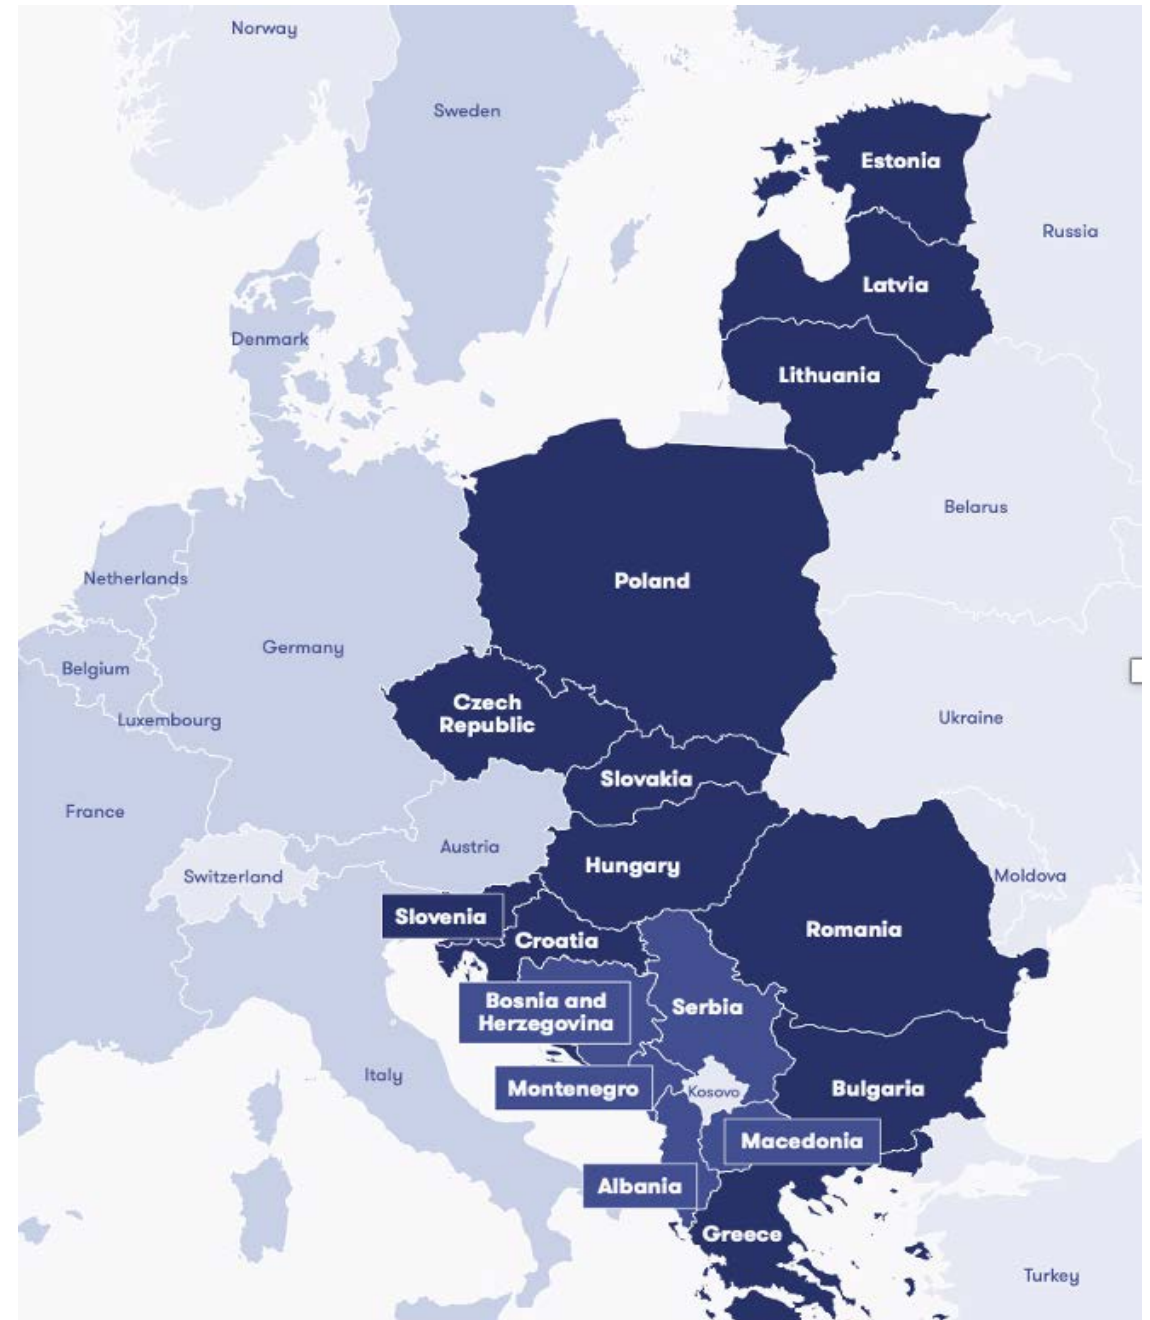 Norway
Sweden
Estonia
Russia
Latvia
Denmark
Lithuania
Belarus
Netherlands
Poland
Germany
Belgium
Czech
Republic
Luxembourg
Ukraine
Slovakia
France
Austria
Hungary
Switzerland
Moldova
Slovenia
Romania
Croatia
Bosnia and
Herzegovina
Serbia
Italy
Montenegro
Kosovo
Bulgaria
Macedonia
Albania
Greece
Turkey